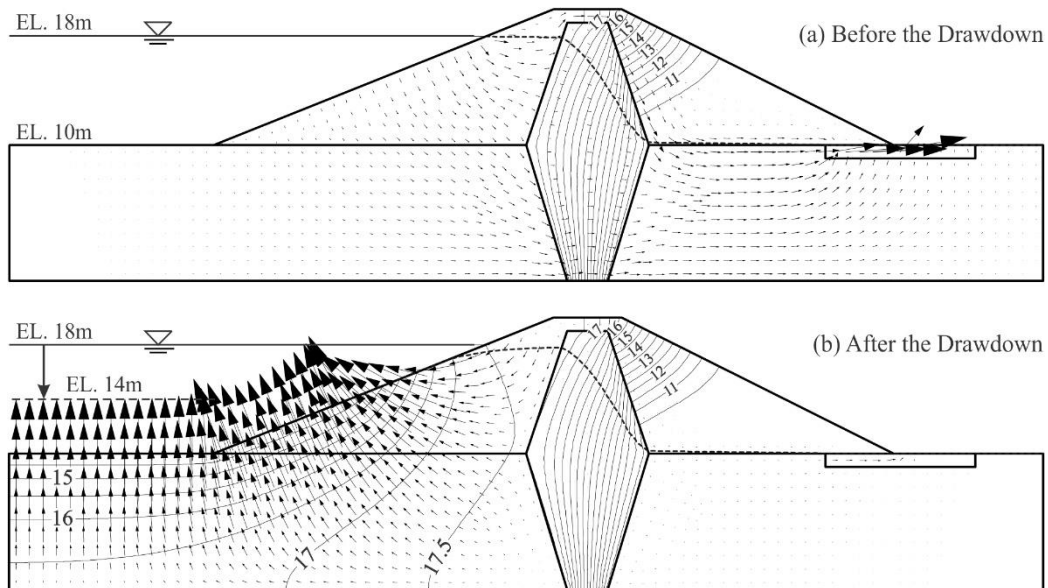 EL. 18m
(a) Before the Drawdown
17 16
15
14
13
12
11
EL. 10m
EL. 18m
(b) After the Drawdown
17 16
15
14
13
12
11
EL. 14m
15
16
17
17.5